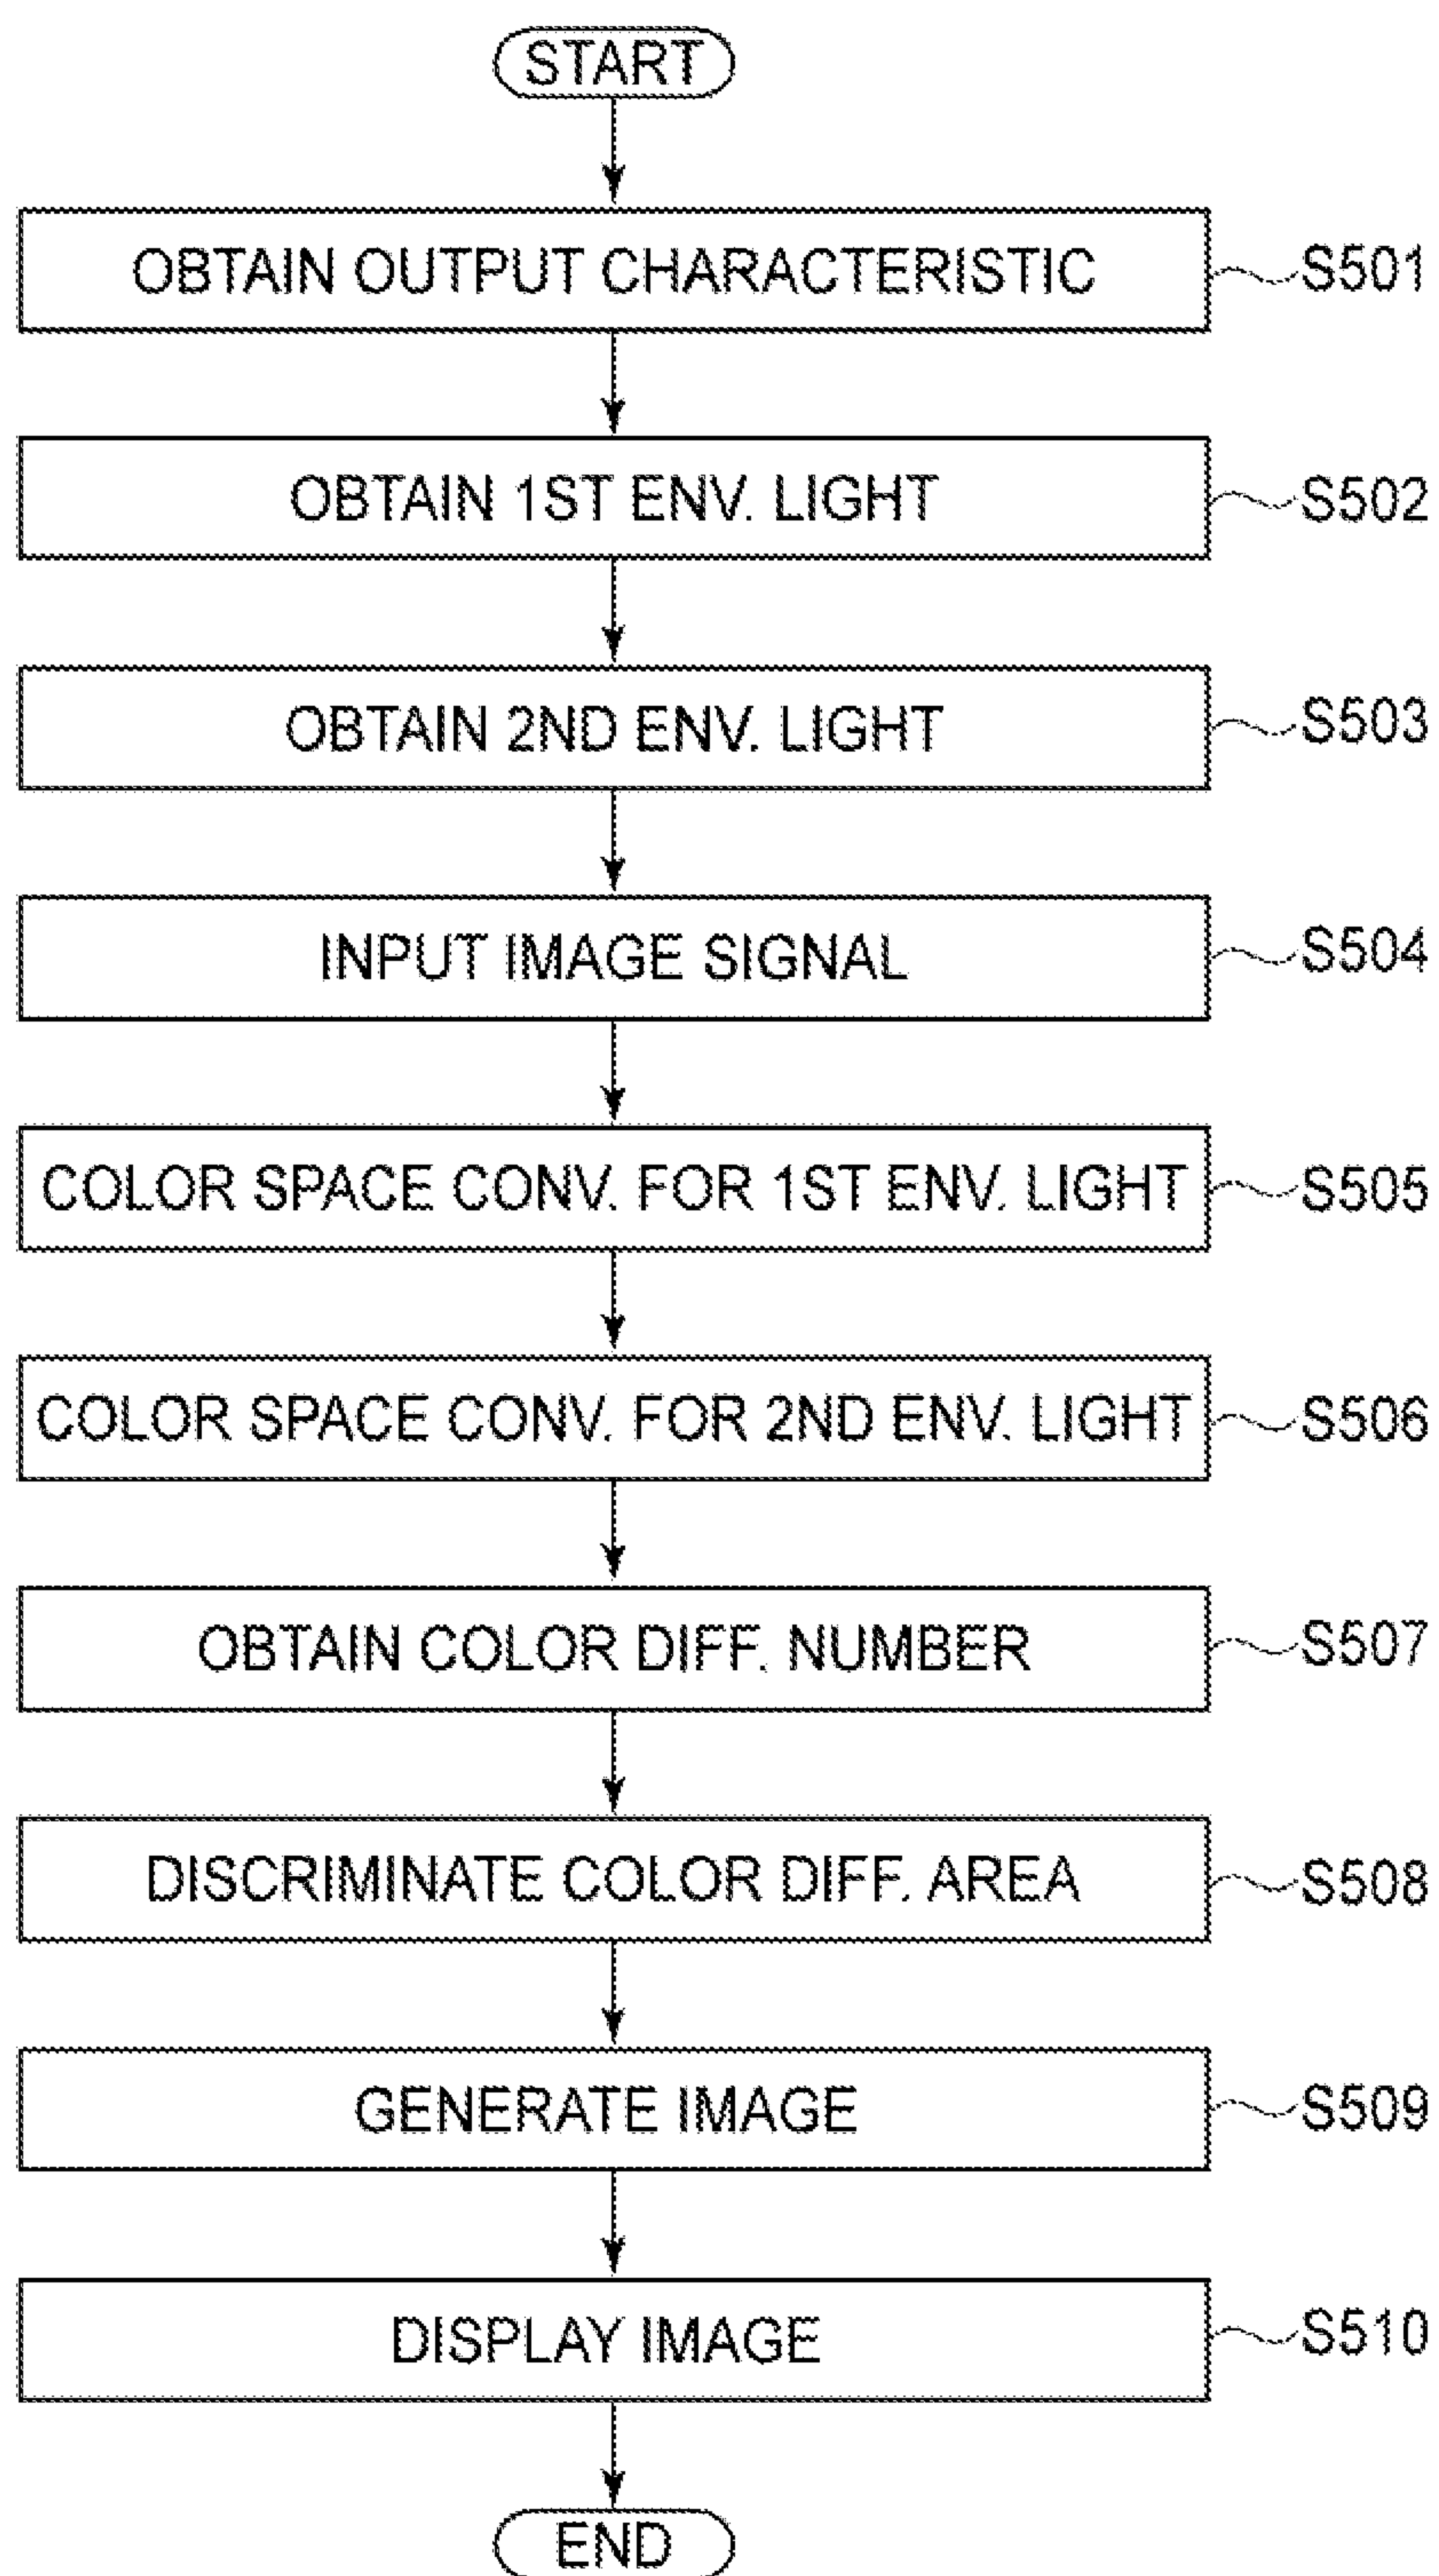 START
OBTAIN OUTPUT CHARACTERISTIC
S501
OBTAIN 1ST ENV. LIGHT
S502
OBTAIN 2ND ENV. LIGHT
S503
INPUT IMAGE SIGNAL
S504
COLOR SPACE CONV. FOR 1ST ENV. LIGHT
S505
COLOR SPACE CONV. FOR 2ND ENV. LIGHT
S506
OBTAIN COLOR DIFF. NUMBER
S507
DISCRIMINATE COLOR DIFF. AREA
S508
GENERATE IMAGE
S509
DISPLAY IMAGE
S510
END